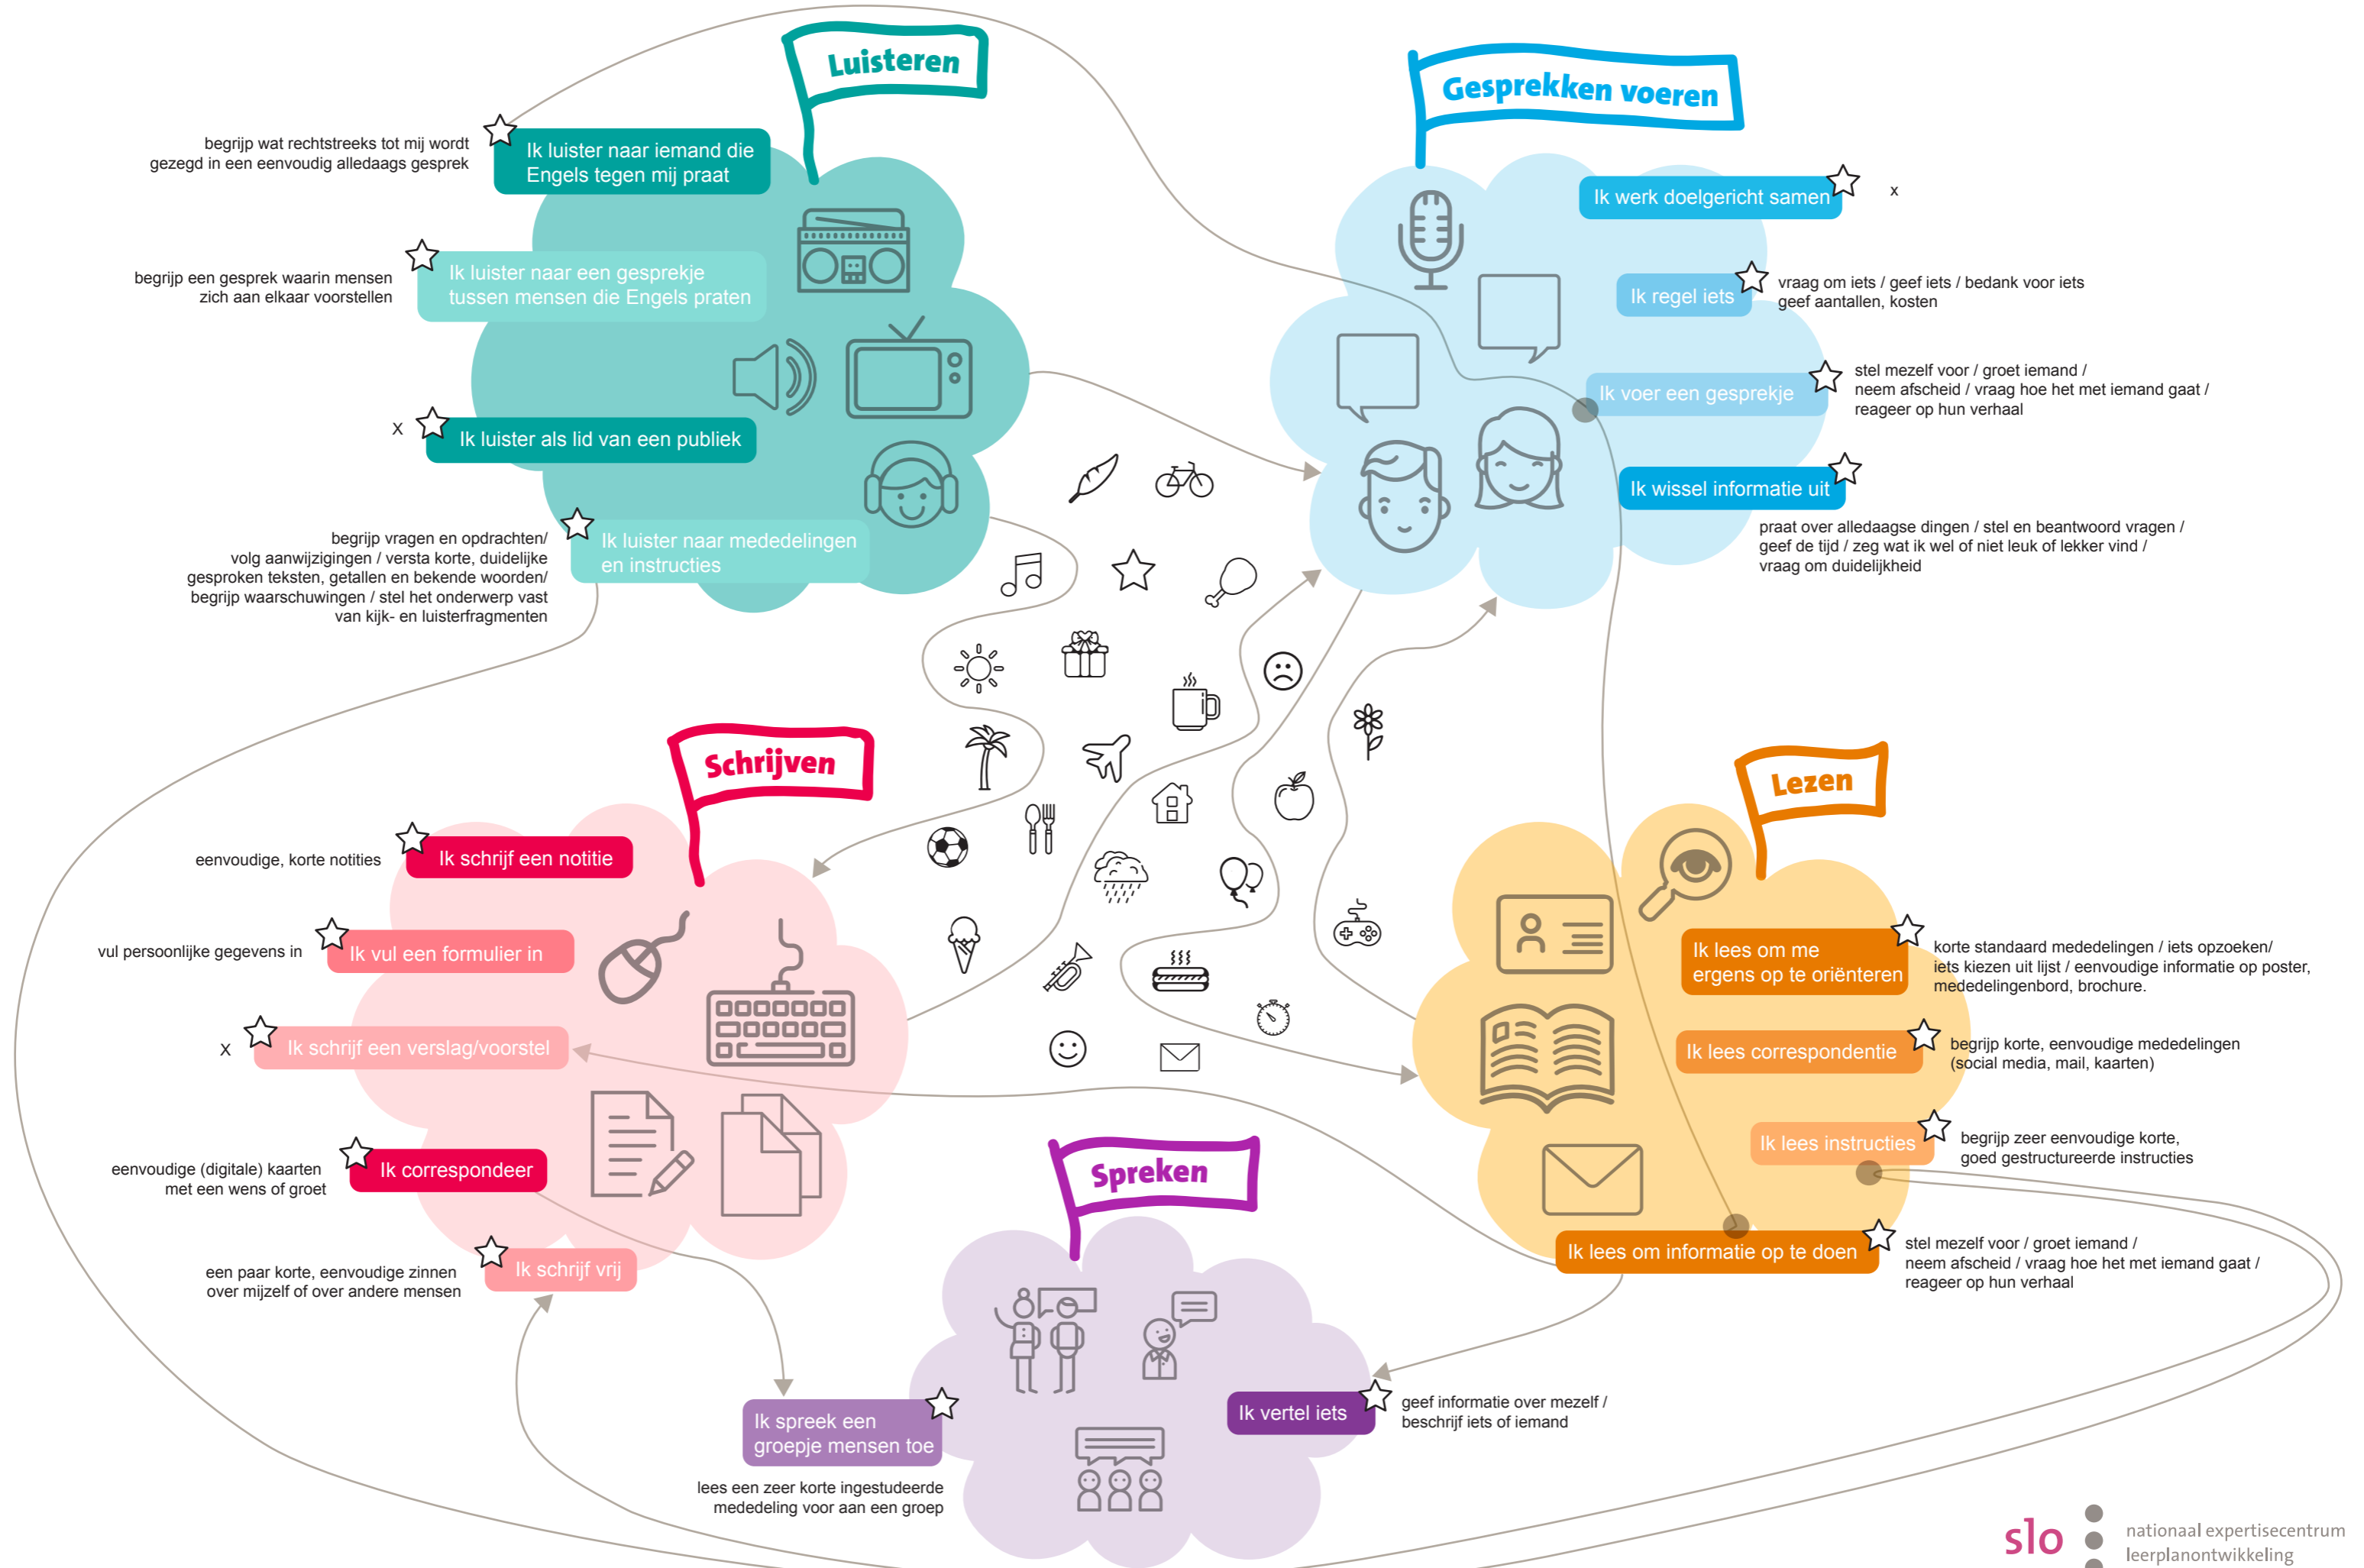 Luisteren
begrijp wat rechtstreeks tot mij wordt
gezegd in een eenvoudig alledaags gesprek
Ik luister naar iemand die
Engels tegen mij praat
begrijp een gesprek waarin mensen
zich aan elkaar voorstellen
Ik luister naar een gesprekje
tussen mensen die Engels praten
X
Ik luister als lid van een publiek
begrijp vragen en opdrachten/
volg aanwijzigingen / versta korte, duidelijke
gesproken teksten, getallen en bekende woorden/
begrijp waarschuwingen / stel het onderwerp vast
van kijk- en luisterfragmenten
Ik luister naar mededelingen
en instructies
Gesprekken voeren
Ik werk doelgericht samen
x
Ik regel iets
vraag om iets / geef iets / bedank voor iets
geef aantallen, kosten
Ik voer een gesprekje
stel mezelf voor / groet iemand /
neem afscheid / vraag hoe het met iemand gaat /
reageer op hun verhaal
Ik wissel informatie uit
praat over alledaagse dingen / stel en beantwoord vragen /
geef de tijd / zeg wat ik wel of niet leuk of lekker vind /
vraag om duidelijkheid
Schrijven
eenvoudige, korte notities
Ik schrijf een notitie
vul persoonlijke gegevens in
Ik vul een formulier in
X
Ik schrijf een verslag/voorstel
eenvoudige (digitale) kaarten
met een wens of groet
Ik correspondeer
een paar korte, eenvoudige zinnen
over mijzelf of over andere mensen
Ik schrijf vrij
Lezen
Ik lees om me
ergens op te oriënteren
korte standaard mededelingen / iets opzoeken/
iets kiezen uit lijst / eenvoudige informatie op poster,
mededelingenbord, brochure.
Ik lees correspondentie
begrijp korte, eenvoudige mededelingen
(social media, mail, kaarten)
Ik lees instructies
begrijp zeer eenvoudige korte,
goed gestructureerde instructies
Ik lees om informatie op te doen
stel mezelf voor / groet iemand /
neem afscheid / vraag hoe het met iemand gaat /
reageer op hun verhaal
Spreken
Ik spreek een
groepje mensen toe
lees een zeer korte ingestudeerde
mededeling voor aan een groep
Ik vertel iets
geef informatie over mezelf /
beschrijf iets of iemand
slo
nationaal expertisecentrum
leerplanontwikkeling